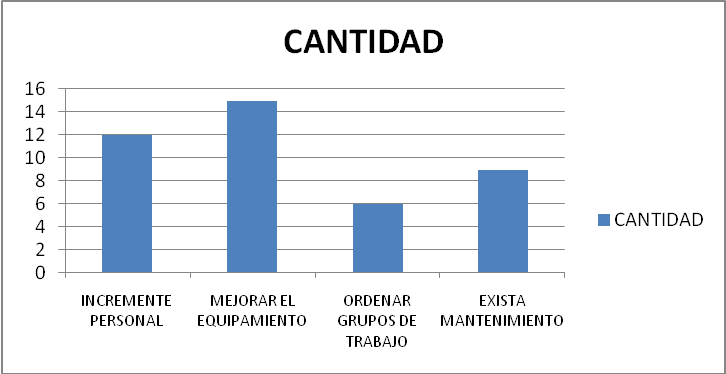 CANTIDAD
16
14
12
10
8
6
4
2
0
INCREMENTE
PERSONAL
MEJORAR EL
EQUIPAMIENTO
ORDENAR
GRUPOS DE
TRABAJO
EXISTA
MANTENIMIENTO
CANTIDAD